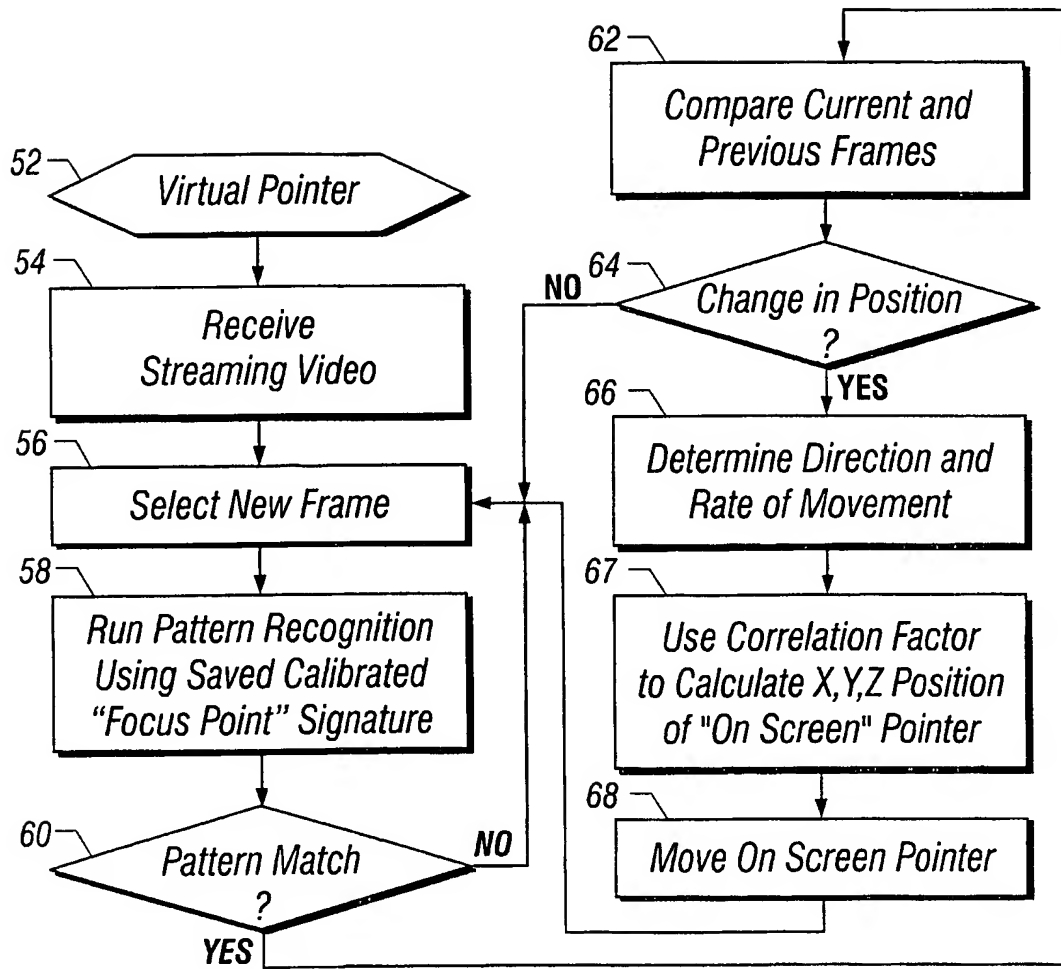 52
Virtual Pointer
54
Receive
Streaming Video
56
Select New Frame
58
Run Pattern Recognition
Using Saved Calibrated
“Focus Point” Signature
60
Pattern Match
?
NO
YES
62
Compare Current and
Previous Frames
64
NO
Change in Position
?
YES
66
Determine Direction and
Rate of Movement
67
Use Correlation Factor
to Calculate X,Y,Z Position
of "On Screen" Pointer
68
Move On Screen Pointer